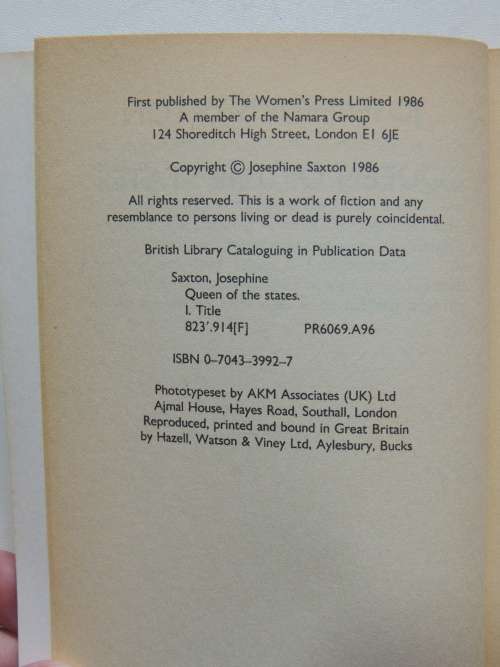 First published by The Women's Press Limited 1986
A member of the Namara Group
124 Shoreditch High Street, London E1 6JE
Copyright © Josephine Saxton 1986
All rights reserved. This is a work of fiction and any
resemblance to persons living or dead is purely coincidental.
British Library Cataloguing in Publication Data
Saxton, Josephine
Queen of the states.
I. Title
823'.914[F] PR6069.A96
ISBN 0–7043–3992–7
Phototypeset by AKM Associates (UK) Ltd
Ajmal House, Hayes Road, Southall, London
Reproduced, printed and bound in Great Britain
by Hazell, Watson & Viney Ltd, Aylesbury, Bucks